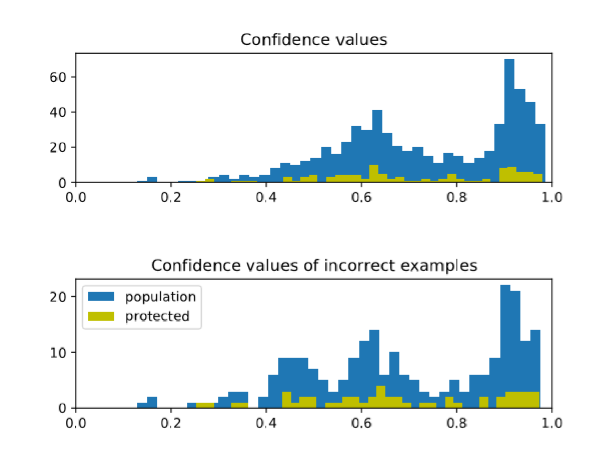 Confidence values
60
40
20
0
0.0 0.2 0.4 0.6 0.8 1.0
Confidence values of incorrect examples
20
population
protected
10
0
0.0 0.2 0.4 0.6 0.8 1.0